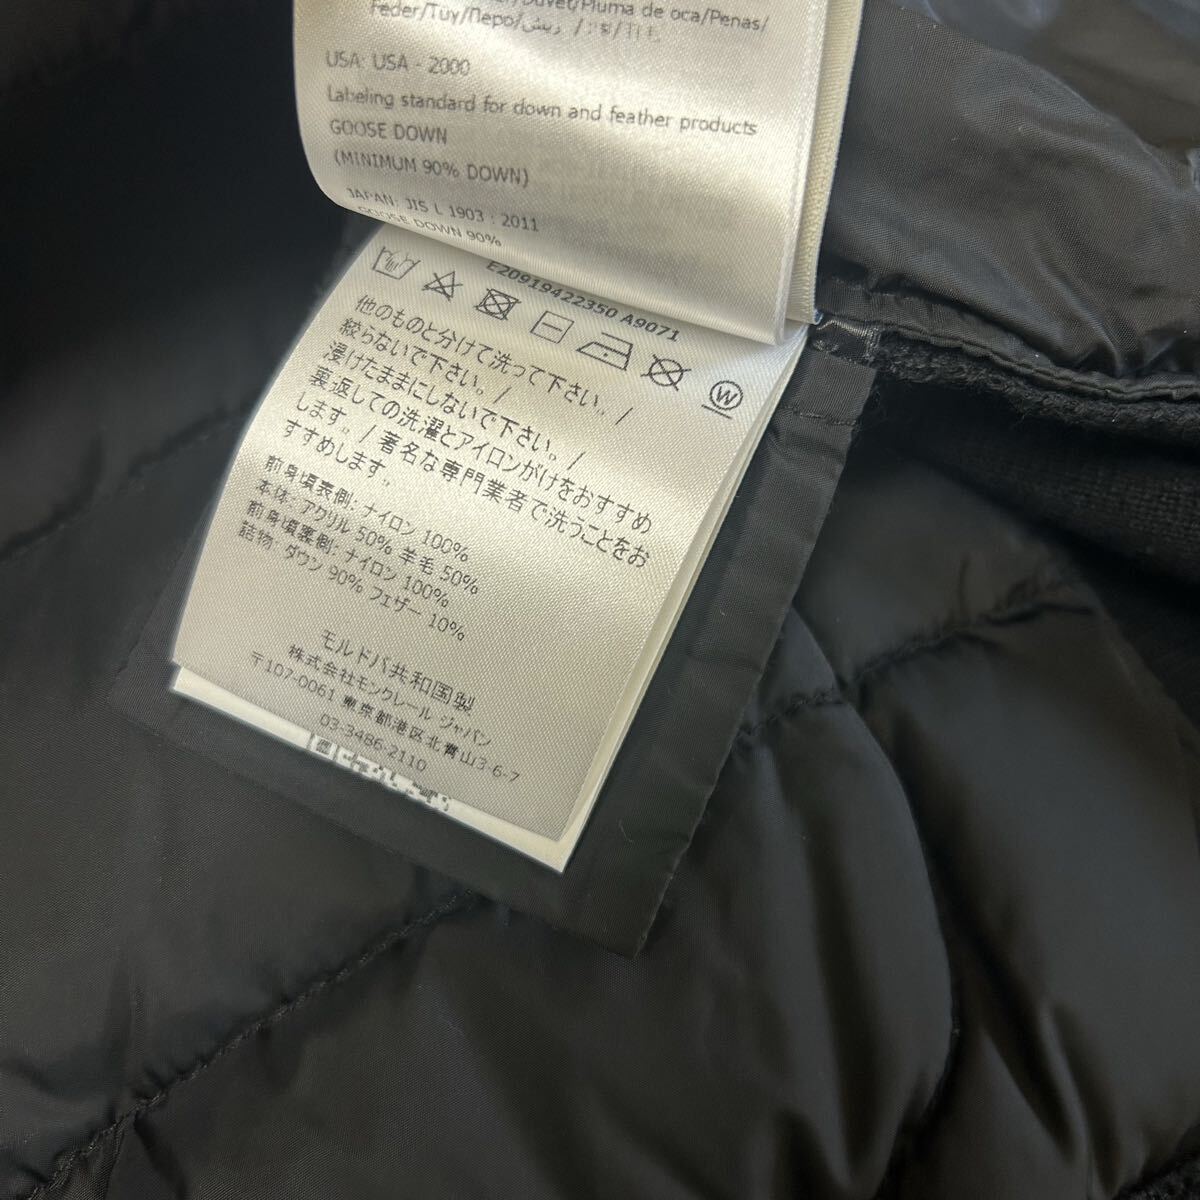 Duvet/Pluma de oca/Penas/
Feder/Tuy/Перо/ريش/
USA: USA - 2000
Labeling standard for down and feather products
GOOSE DOWN
(MINIMUM 90% DOWN)
JAPAN: JIS L 1903 : 2011
GOOSE DOWN 90%
E20919422350 A9071
W
他のものと分けて洗って下さい。/
絞らないで下さい。/
浸けたままにしないで下さい。/
裏返しての洗濯とアイロンがけをおすすめ
します。/ 著名な専門業者で洗うことをお
すすめします。
前身頃表側: ナイロン 100%
本体: アクリル 50% 羊毛 50%
前身頃裏側: ナイロン 100%
詰物: ダウン 90% フェザー 10%
モルドバ共和国製
株式会社モンクレール ジャパン
〒107-0061 東京都港区北青山3-6-7
03-3486-2110